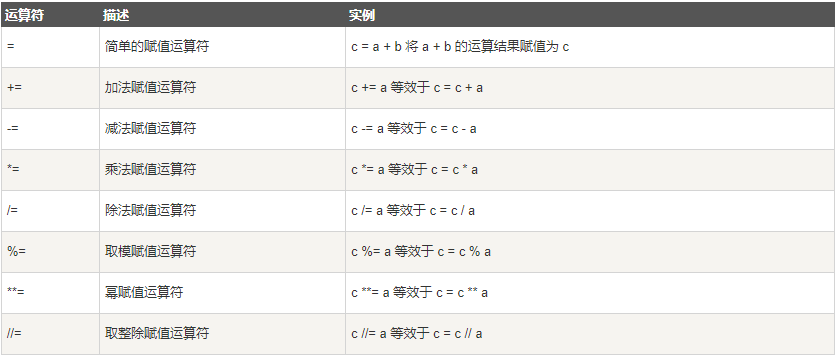 运算符 描述 实例
= 简单的赋值运算符 c = a + b 将 a + b 的运算结果赋值为 c
+= 加法赋值运算符 c += a 等效于 c = c + a
-= 减法赋值运算符 c -= a 等效于 c = c - a
*= 乘法赋值运算符 c *= a 等效于 c = c * a
/= 除法赋值运算符 c /= a 等效于 c = c / a
%= 取模赋值运算符 c %= a 等效于 c = c % a
**= 幂赋值运算符 c **= a 等效于 c = c ** a
//= 取整除赋值运算符 c //= a 等效于 c = c // a